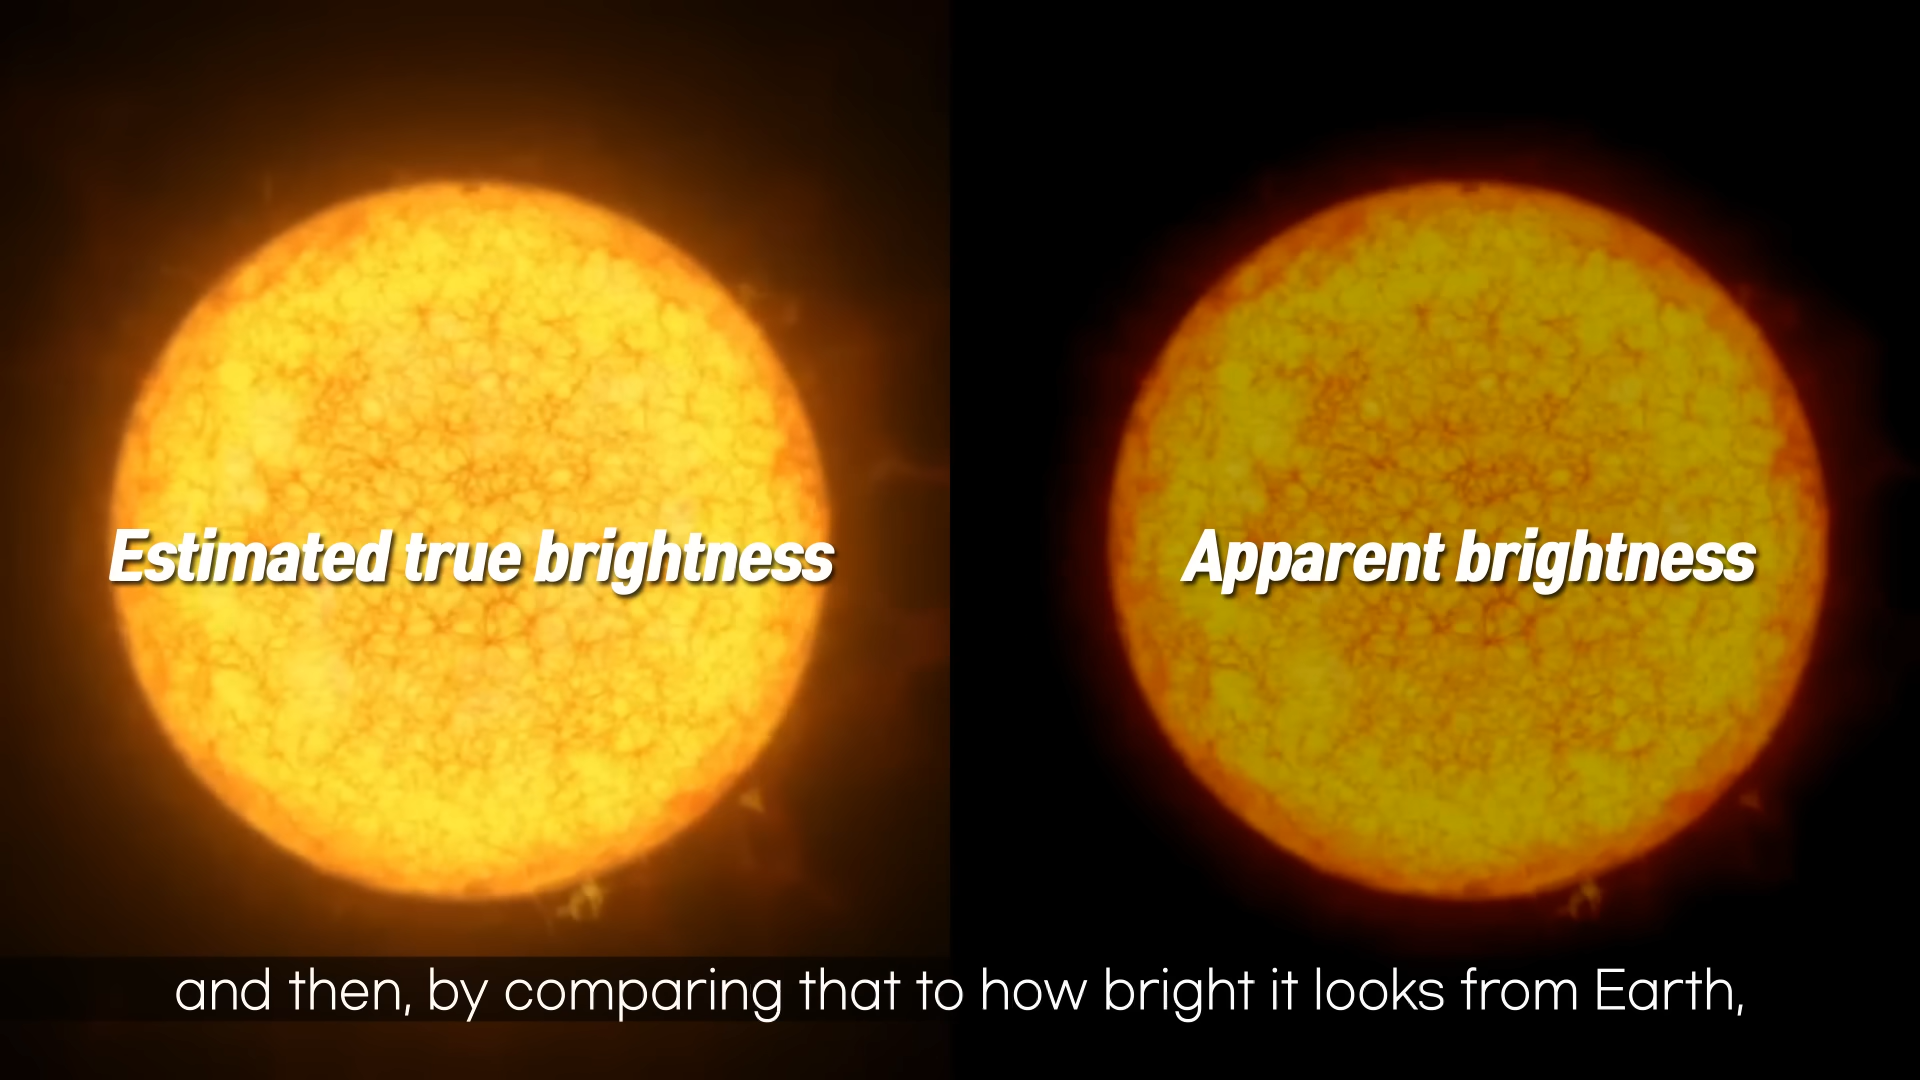 Estimated true brightness
Apparent brightness
and then, by comparing that to how bright it looks from Earth,